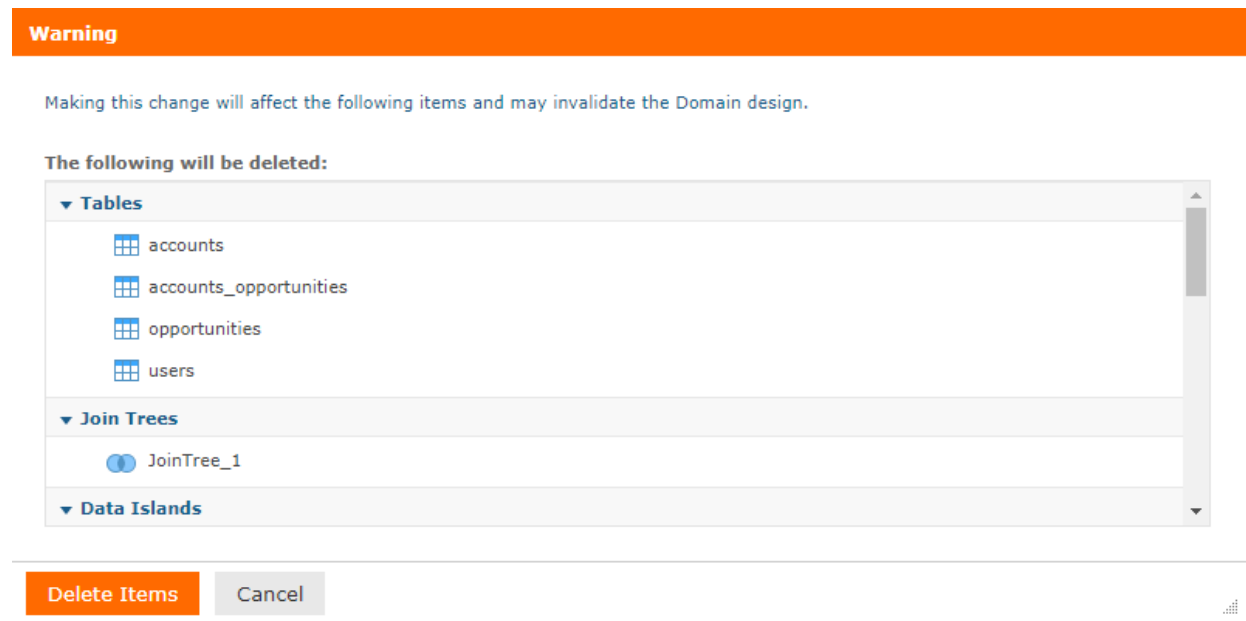 Warning
Making this change will affect the following items and may invalidate the Domain design.
The following will be deleted:
Tables
accounts
accounts_opportunities
opportunities
users
Join Trees
JoinTree_1
Data Islands
Delete Items
Cancel